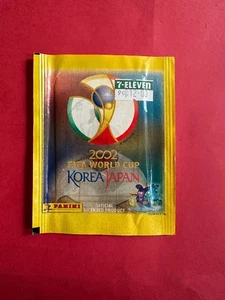 7-ELEVEN
2002
FIFA WORLD CUP
KOREA JAPAN
PANINI
OFFICIAL
LICENSED PRODUCT